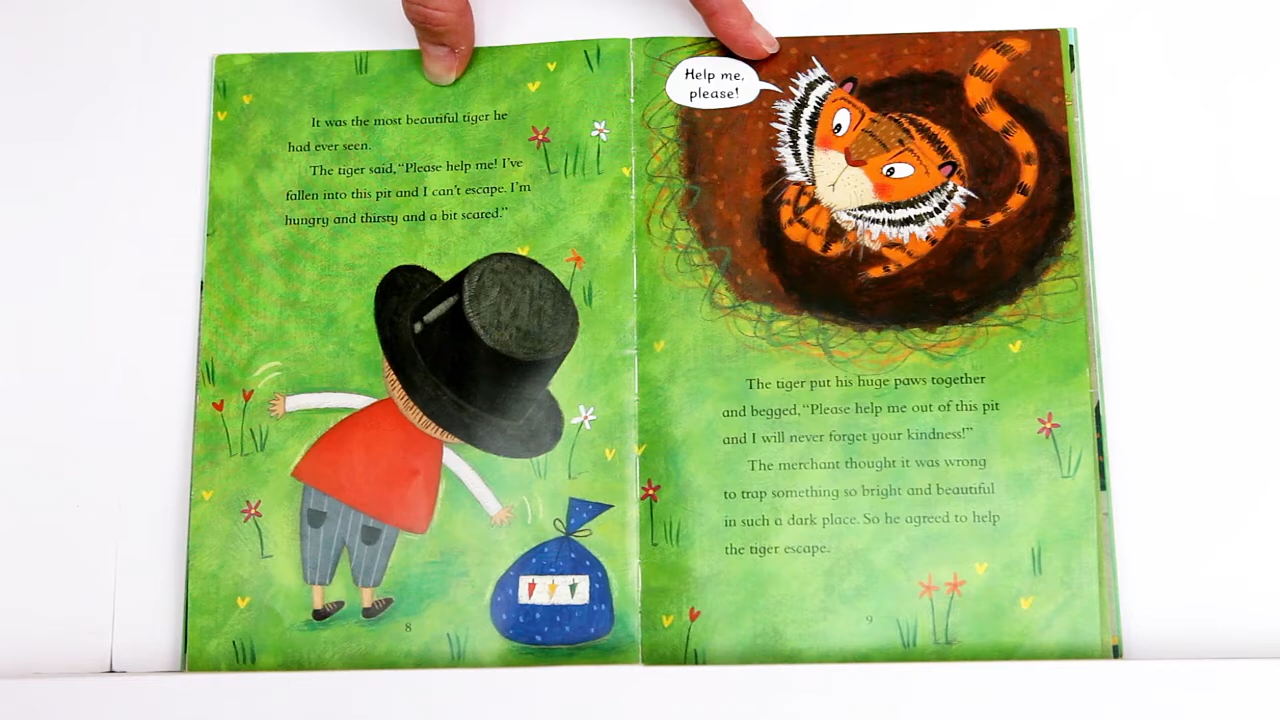 It was the most beautiful tiger he
had ever seen.
The tiger said, “Please help me! I’ve
fallen into this pit and I can’t escape. I’m
hungry and thirsty and a bit scared.”
8
Help me,
please!
The tiger put his huge paws together
and begged, “Please help me out of this pit
and I will never forget your kindness!”
The merchant thought it was wrong
to trap something so bright and beautiful
in such a dark place. So he agreed to help
the tiger escape.
9